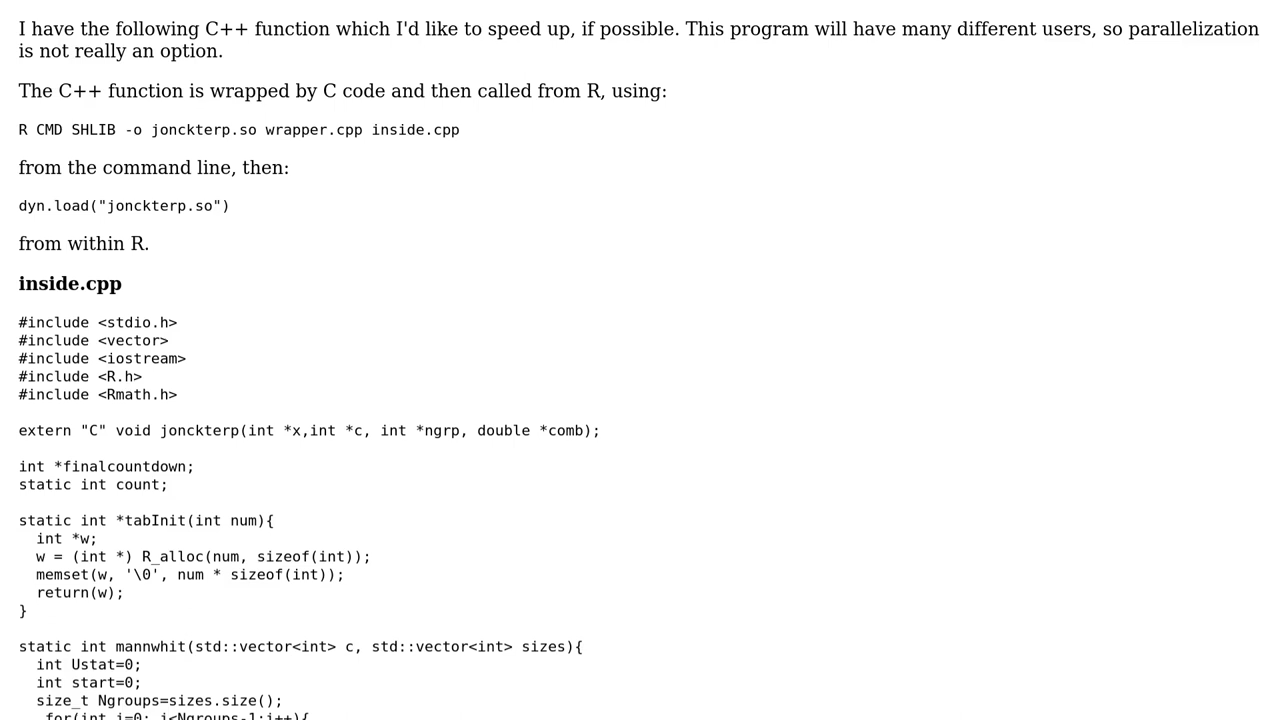 I have the following C++ function which I'd like to speed up, if possible. This program will have many different users, so parallelization
is not really an option.
The C++ function is wrapped by C code and then called from R, using:
R CMD SHLIB -o jonckterp.so wrapper.cpp inside.cpp
from the command line, then:
dyn.load("jonckterp.so")
from within R.
inside.cpp
#include <stdio.h>
#include <vector>
#include <iostream>
#include <R.h>
#include <Rmath.h>
extern "C" void jonckterp(int *x,int *c, int *ngrp, double *comb);
int *finalcountdown;
static int count;
static int *tabInit(int num){
  int *w;
  w = (int *) R_alloc(num, sizeof(int));
  memset(w, '\0', num * sizeof(int));
  return(w);
}
static int mannwhit(std::vector<int> c, std::vector<int> sizes){
  int Ustat=0;
  int start=0;
  size_t Ngroups=sizes.size();
   for(int i=0; i<Ngroups-1;i++){